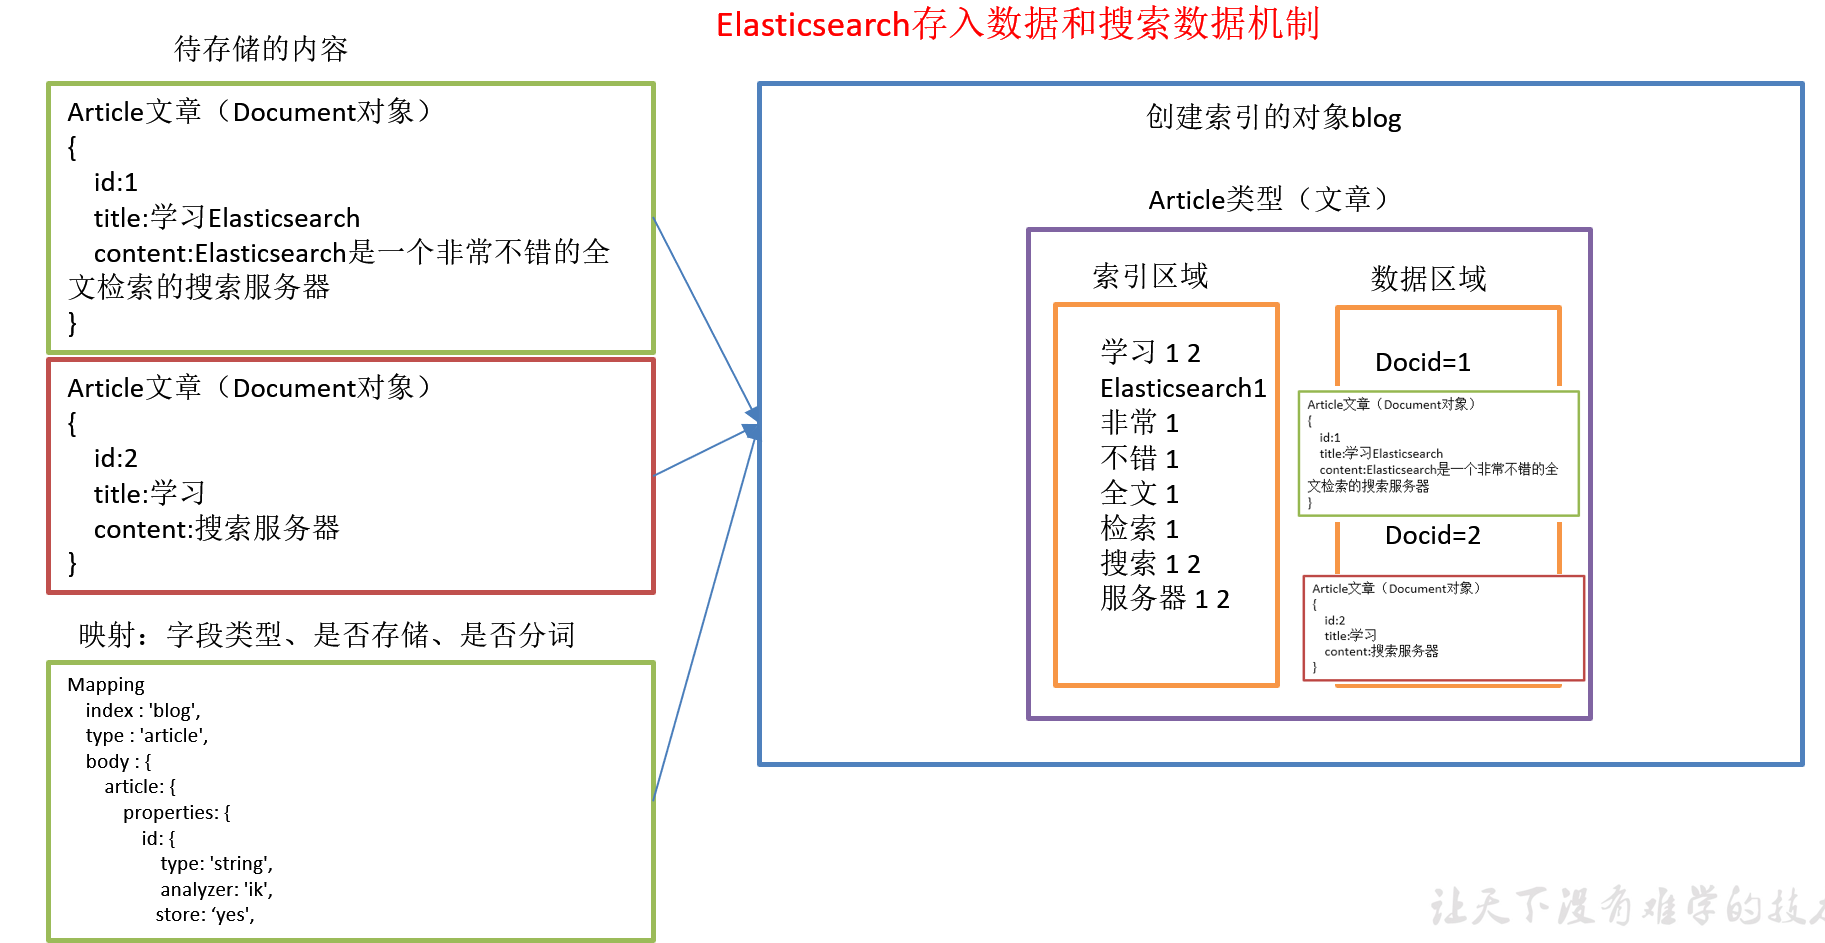 Elasticsearch存入数据和搜索数据机制
待存储的内容
Article文章（Document对象）
{
id:1
title:学习Elasticsearch
content:Elasticsearch是一个非常不错的全
文检索的搜索服务器
}
Article文章（Document对象）
{
id:2
title:学习
content:搜索服务器
}
映射：字段类型、是否存储、是否分词
Mapping
index : 'blog',
type : 'article',
body : {
article: {
properties: {
id: {
type: 'string',
analyzer: 'ik',
store: ‘yes',
创建索引的对象blog
Article类型（文章）
索引区域
学习 1 2
Elasticsearch1
非常 1
不错 1
全文 1
检索 1
搜索 1 2
服务器 1 2
数据区域
Docid=1
Article文章（Document对象）
{
id:1
title:学习Elasticsearch
content:Elasticsearch是一个非常不错的全
文检索的搜索服务器
}
Docid=2
Article文章（Document对象）
{
id:2
title:学习
content:搜索服务器
}
让天下没有难学的技术